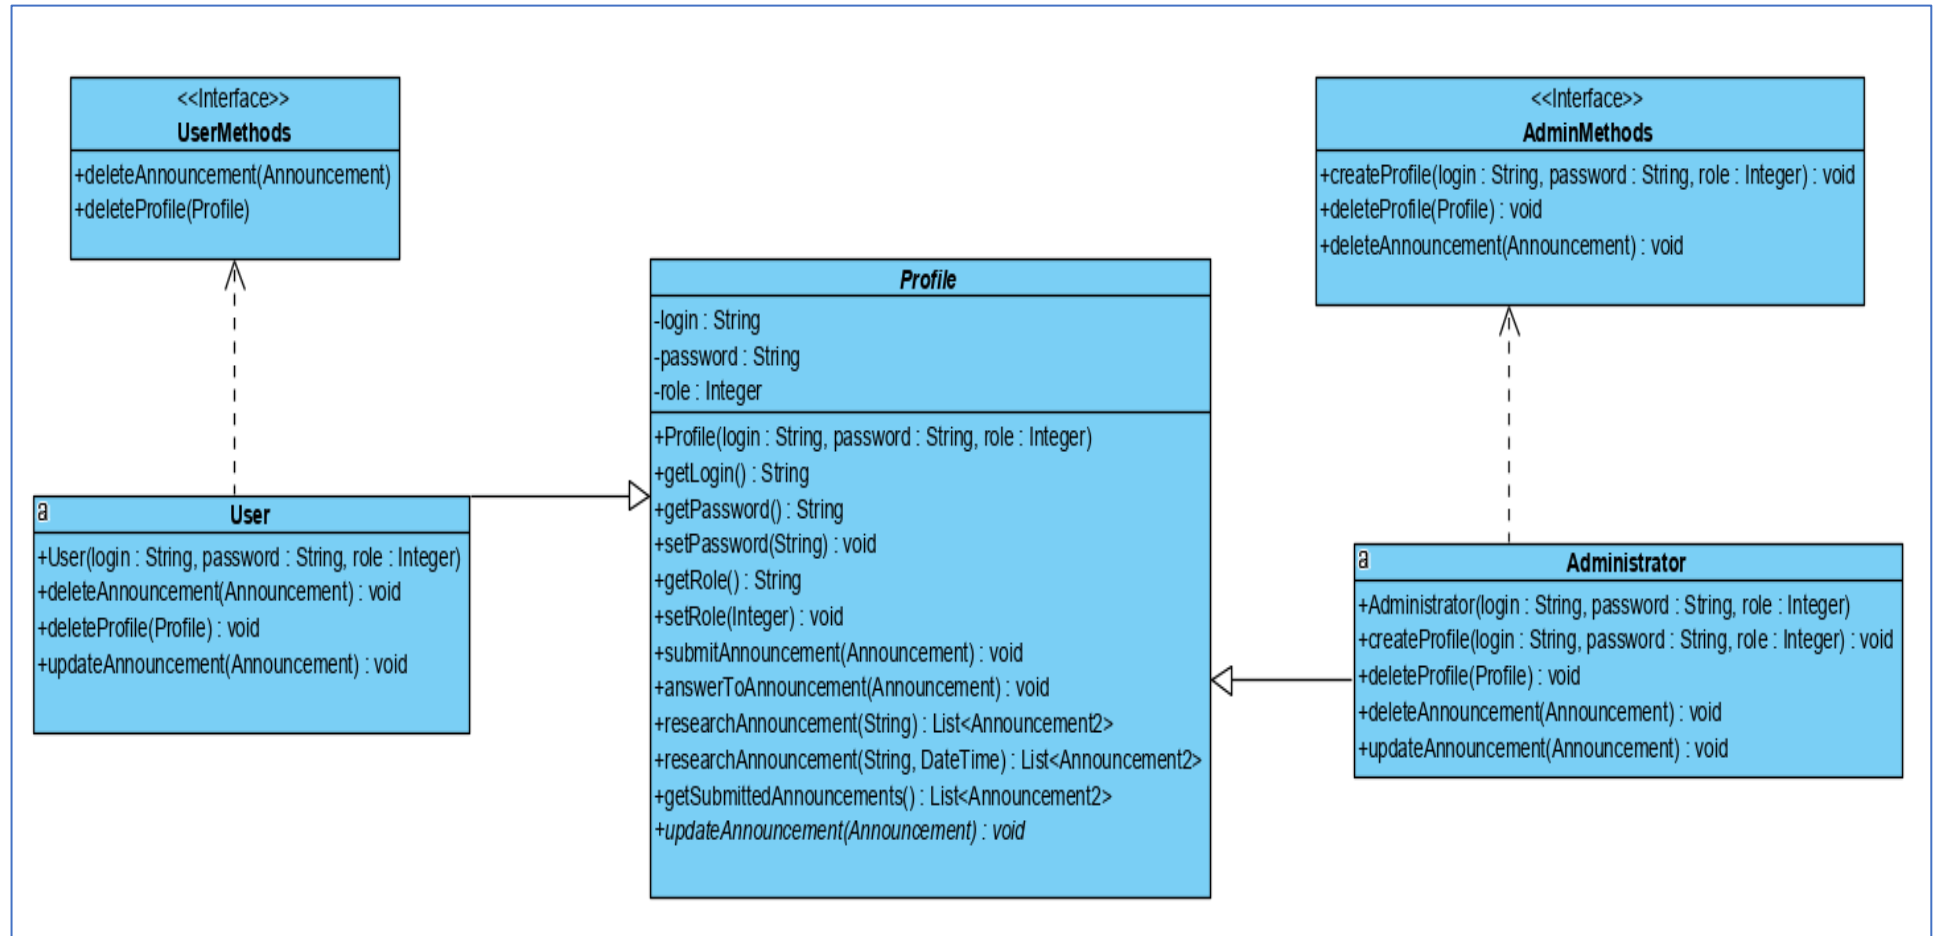 <<Interface>>
UserMethods
+deleteAnnouncement(Announcement)
+deleteProfile(Profile)
<<Interface>>
AdminMethods
+createProfile(login : String, password : String, role : Integer) : void
+deleteProfile(Profile) : void
+deleteAnnouncement(Announcement) : void
Profile
-login : String
-password : String
-role : Integer
+Profile(login : String, password : String, role : Integer)
+getLogin() : String
+getPassword() : String
+setPassword(String) : void
+getRole() : String
+setRole(Integer) : void
+submitAnnouncement(Announcement) : void
+answerToAnnouncement(Announcement) : void
+researchAnnouncement(String) : List<Announcement2>
+researchAnnouncement(String, DateTime) : List<Announcement2>
+getSubmittedAnnouncements() : List<Announcement2>
+updateAnnouncement(Announcement) : void
a
User
+User(login : String, password : String, role : Integer)
+deleteAnnouncement(Announcement) : void
+deleteProfile(Profile) : void
+updateAnnouncement(Announcement) : void
a
Administrator
+Administrator(login : String, password : String, role : Integer)
+createProfile(login : String, password : String, role : Integer) : void
+deleteProfile(Profile) : void
+deleteAnnouncement(Announcement) : void
+updateAnnouncement(Announcement) : void